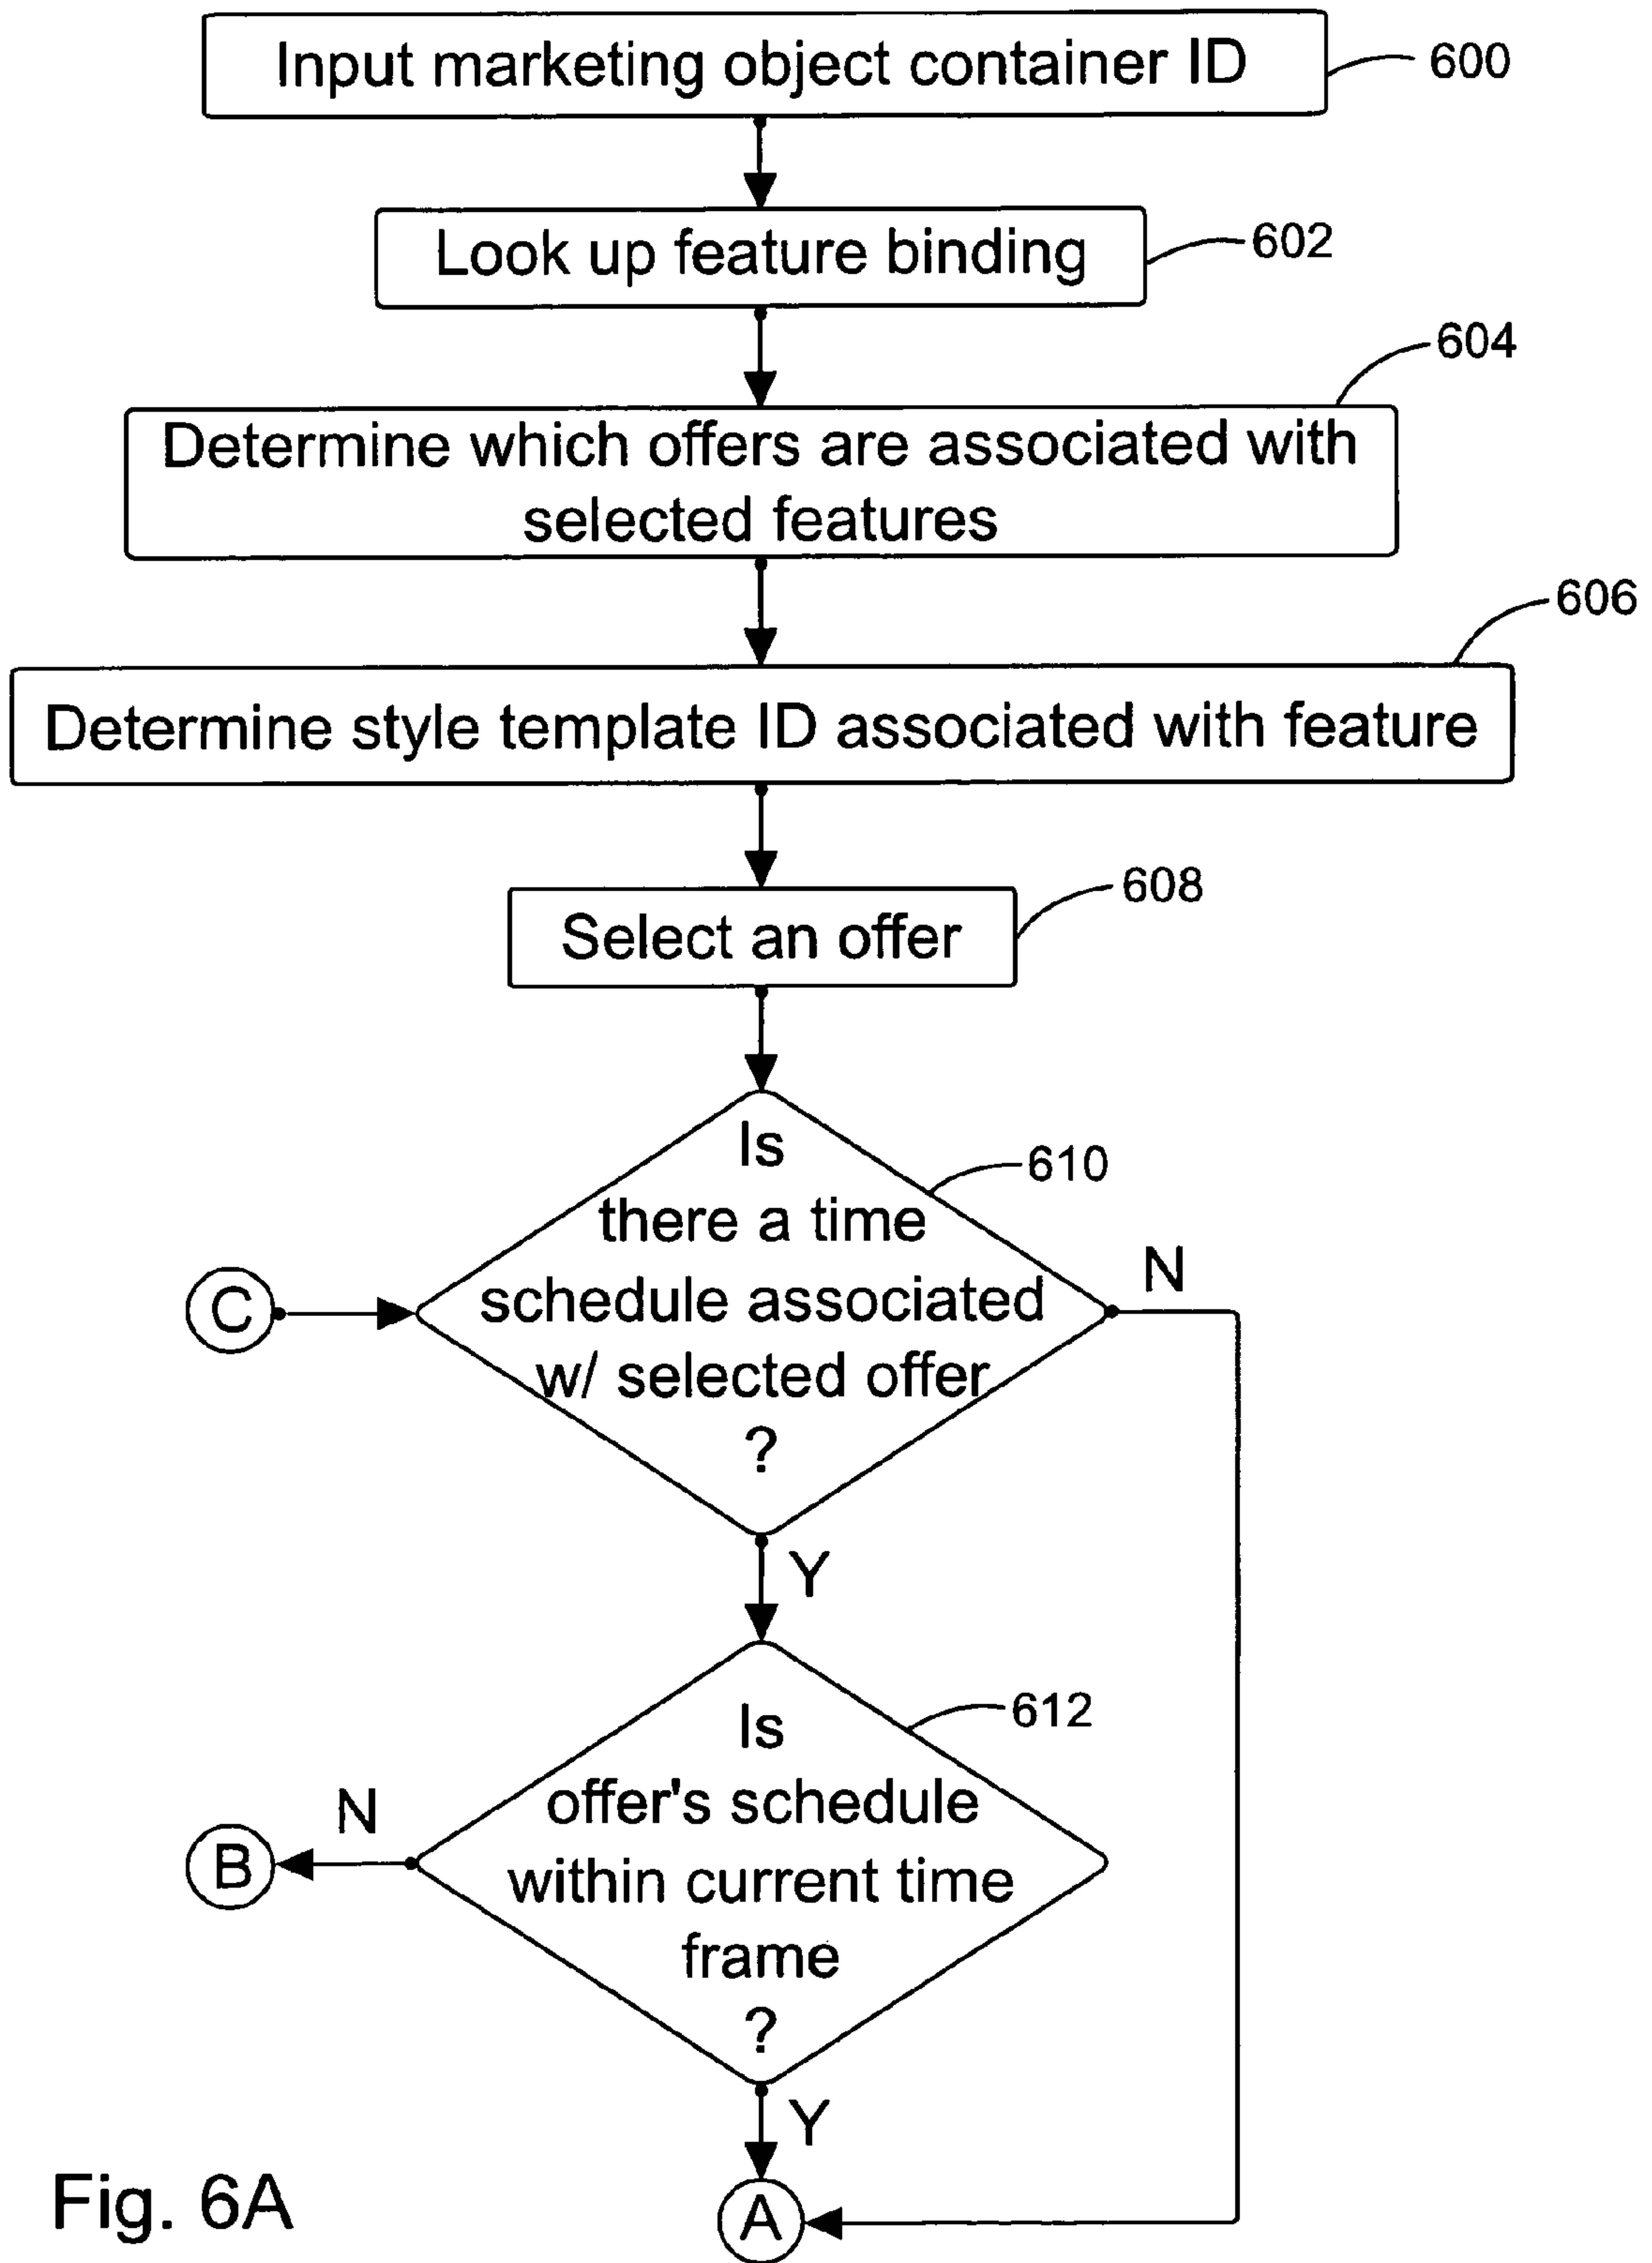 Input marketing object container ID
600
Look up feature binding
602
604
Determine which offers are associated with
selected features
606
Determine style template ID associated with feature
608
Select an offer
Is
610
there a time
N
C
schedule associated
w/ selected offer
?
Y
Is
612
offer's schedule
N
B
within current time
frame
?
Y
Fig. 6A
A